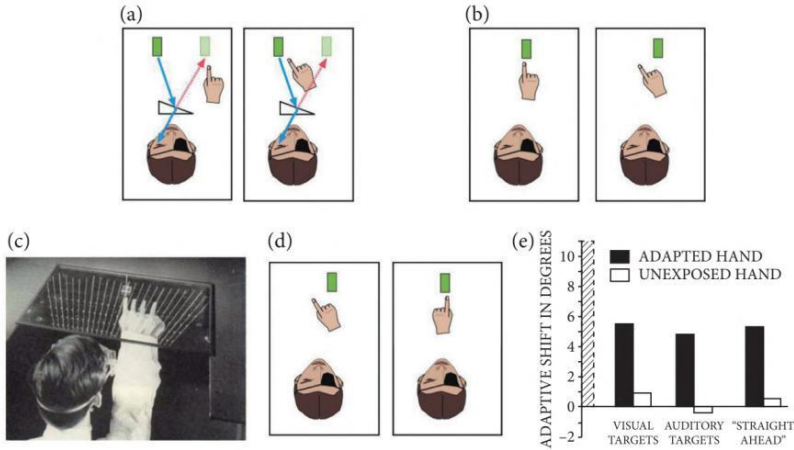 (a)
(b)
(c)
(d)
(e)
ADAPTIVE SHIFT IN DEGREES
10
8
6
4
2
0
−2
ADAPTED HAND
UNEXPOSED HAND
VISUAL
TARGETS
AUDITORY
TARGETS
"STRAIGHT
AHEAD"